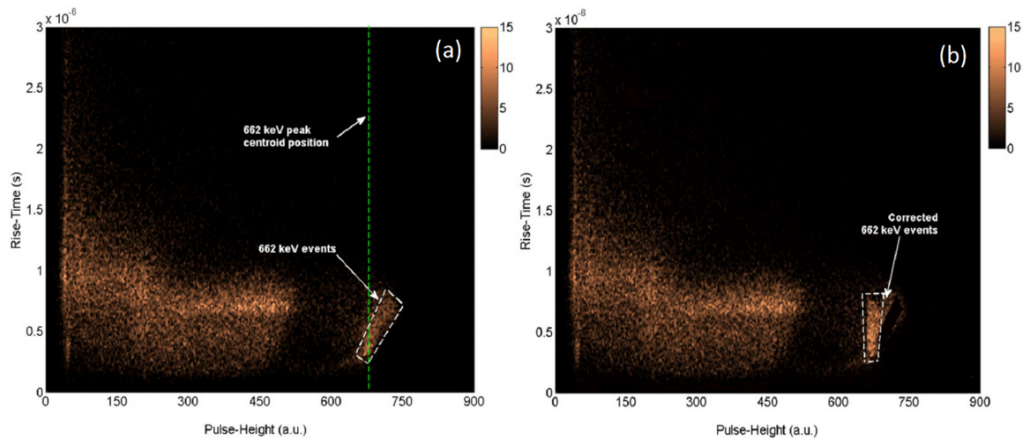 x 10⁻⁶
3
2.5
2
1.5
1
0.5
0
Rise-Time (s)
(a)
662 keV peak
centroid position
662 keV events
0 150 300 450 600 750 900
Pulse-Height (a.u.)
15
10
5
0
x 10⁻⁶
3
2.5
2
1.5
1
0.5
0
Rise-Time (s)
(b)
Corrected
662 keV events
0 150 300 450 600 750 900
Pulse-Height (a.u.)
15
10
5
0